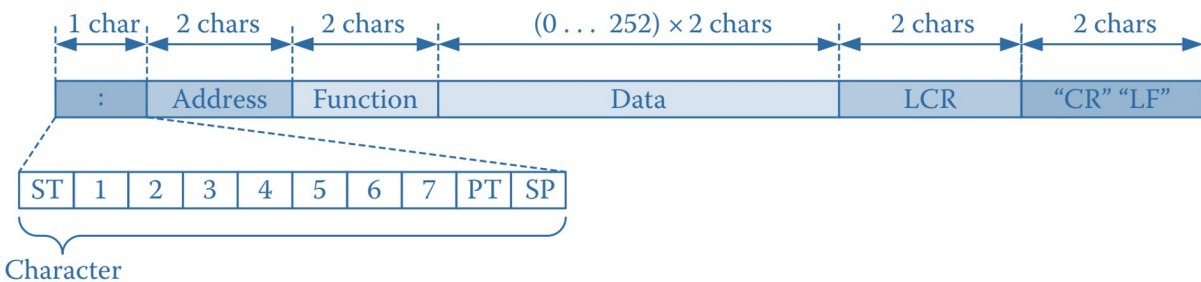 1 char 2 chars 2 chars (0 . . . 252) × 2 chars 2 chars 2 chars
: Address Function Data LCR “CR” “LF”
ST 1 2 3 4 5 6 7 PT SP
Character